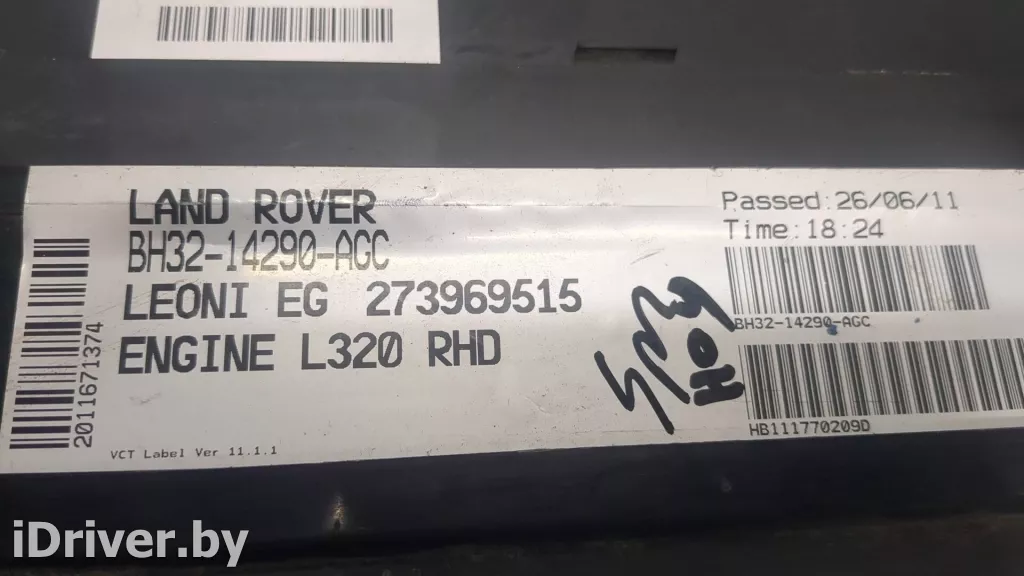 LAND ROVER
BH32-14290-AGC
LEONI EG 273969515
ENGINE L320 RHD
VCT Label Ver 11.1.1
2011671374
Passed:26/06/11
Time:18:24
BH32-14290-AGC
HB111770209D
iDriver.by